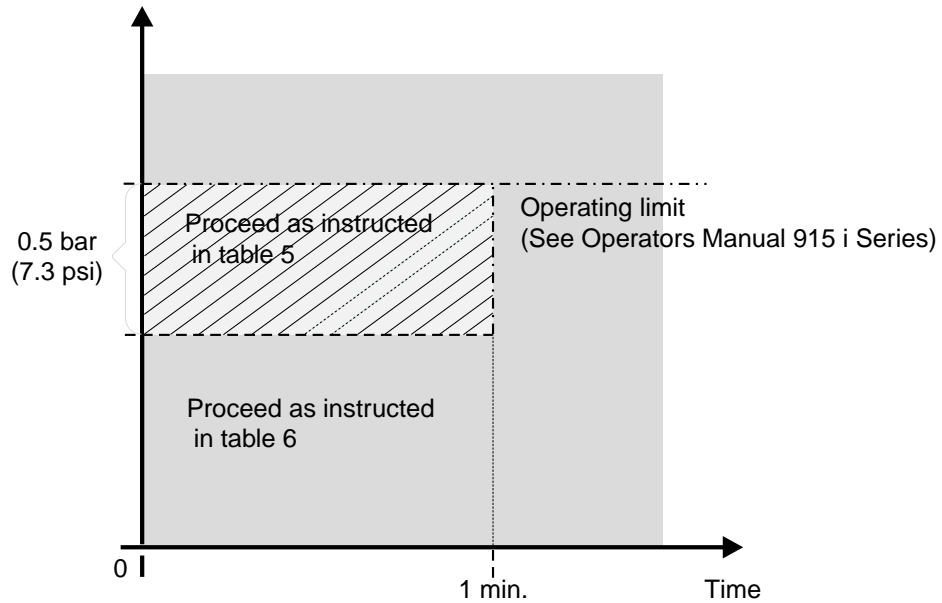 Proceed as instructed
in table 5
Operating limit
(See Operators Manual 915 i Series)
0.5 bar
(7.3 psi)
Proceed as instructed
in table 6
0
1 min.
Time